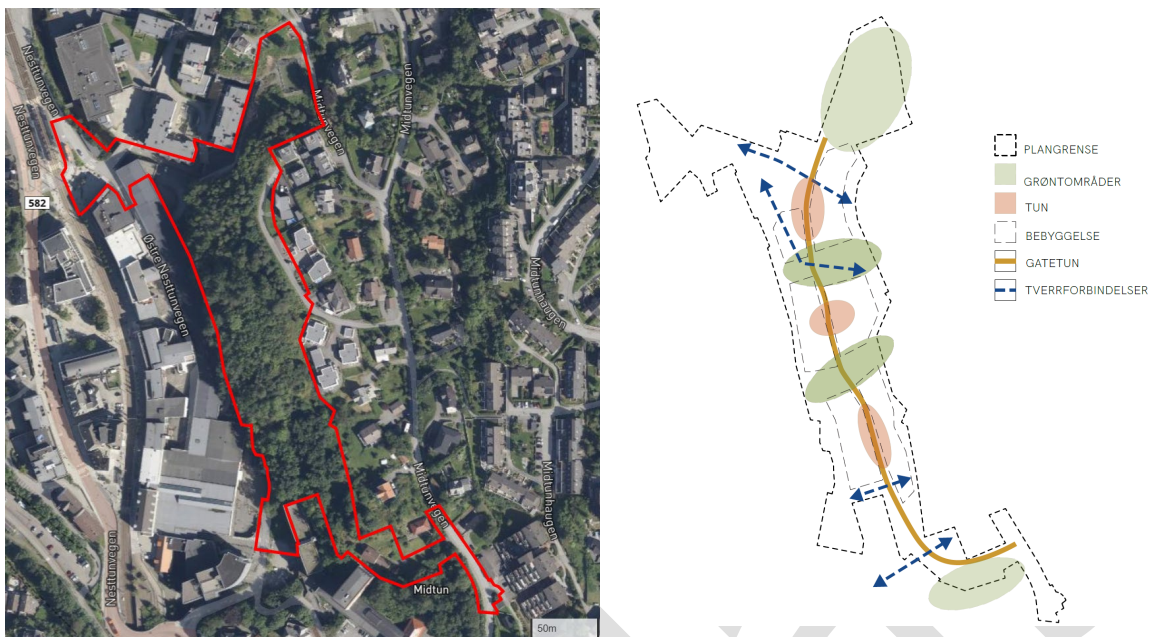 Nesttunvegen
Nesttunvegen
582
Østre Nesttunvegen
Midtunvegen
Midtunvegen
Midtunhaugen
Midtunvegen
Midtunhaugen
Nesttunvegen
Midtun
50m
PLANGRENSE
GRØNTOMRÅDER
TUN
BEBYGGELSE
GATETUN
TVERRFORBINDELSER